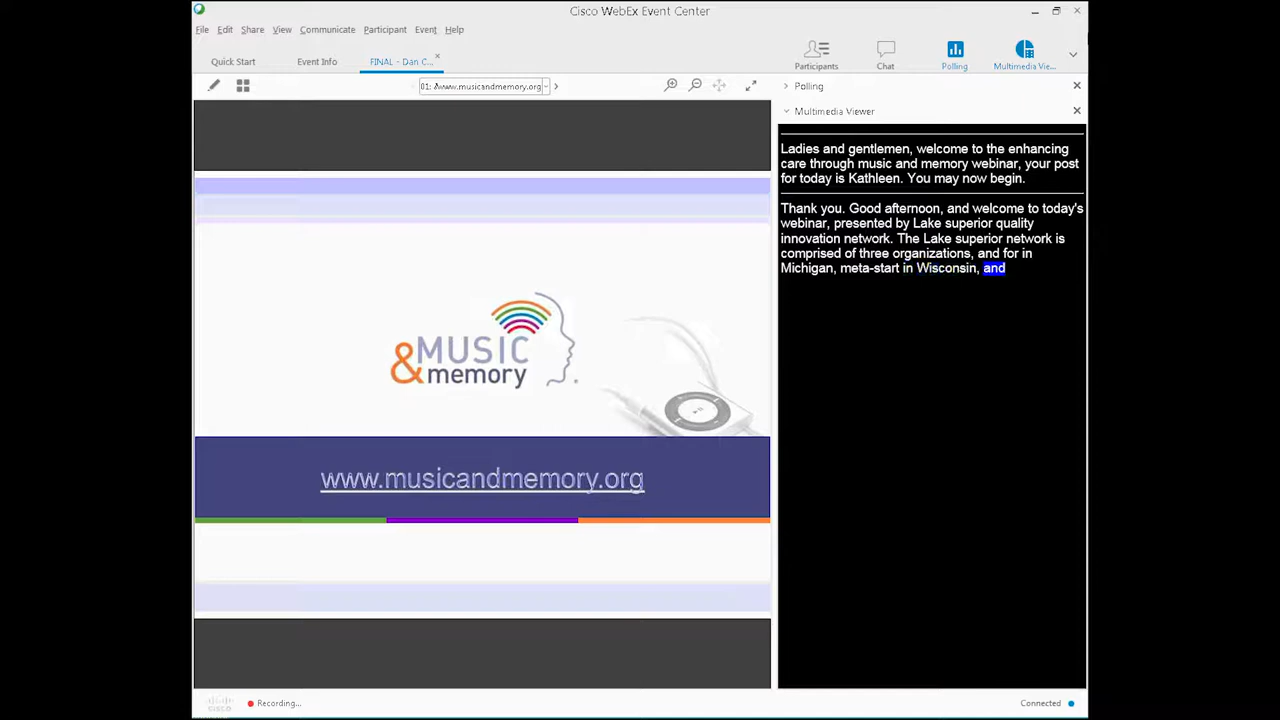 Cisco WebEx Event Center
File Edit Share View Communicate Participant Event Help
Quick Start Event Info FINAL - Dan C...
Participants Chat Polling Multimedia Vie...
01: www.musicandmemory.org
Polling
Multimedia Viewer
Ladies and gentlemen, welcome to the enhancing
care through music and memory webinar, your post
for today is Kathleen. You may now begin.
Thank you. Good afternoon, and welcome to today's
webinar, presented by Lake superior quality
innovation network. The Lake superior network is
comprised of three organizations, and for in
Michigan, meta-start in Wisconsin, and
&MUSIC
memory
www.musicandmemory.org
cisco
Recording...
Connected